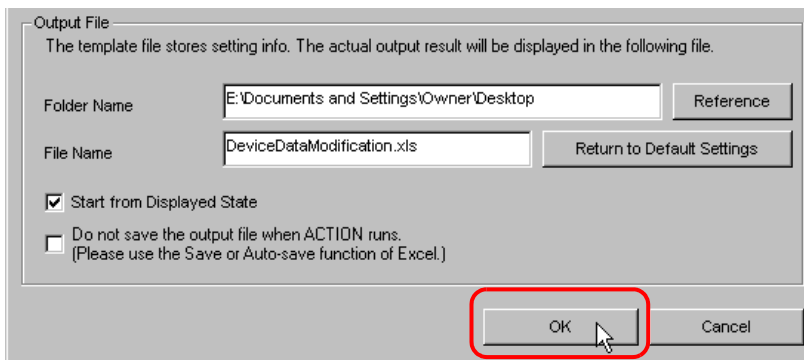 Output File
The template file stores setting info. The actual output result will be displayed in the following file.
Folder Name
E:\Documents and Settings\Owner\Desktop
Reference
File Name
DeviceDataModification.xls
Return to Default Settings
Start from Displayed State
Do not save the output file when ACTION runs.
(Please use the Save or Auto-save function of Excel.)
OK
Cancel